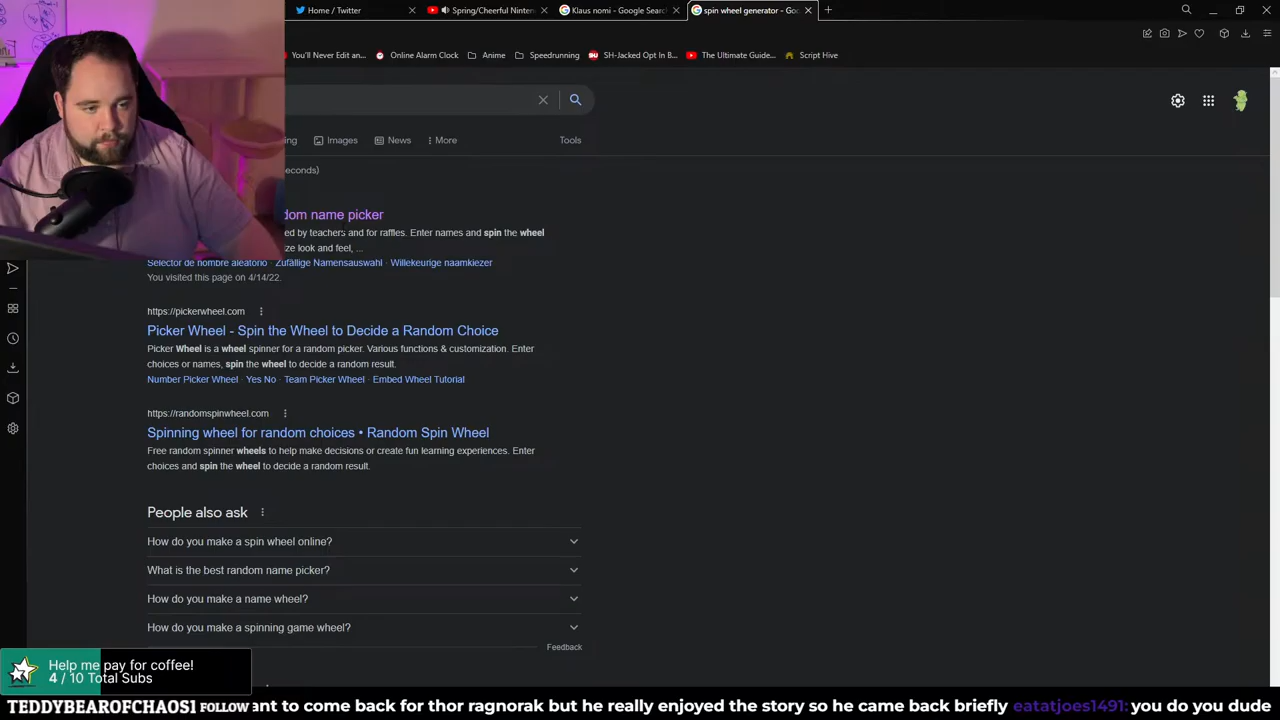 Home / Twitter
Spring/Cheerful Ninten
Klaus nomi - Google Searc
spin wheel generator - Goo
You'll Never Edit an...
Online Alarm Clock
Anime
Speedrunning
SH-Jacked Opt In B...
The Ultimate Guide...
Script Hive
Images
News
More
Tools
econds)
dom name picker
ed by teachers and for raffles. Enter names and spin the wheel
ze look and feel, ...
Selector de nombre aleatorio · Zufällige Namensauswahl · Willekeurige naamkiezer
You visited this page on 4/14/22.
https://pickerwheel.com
Picker Wheel - Spin the Wheel to Decide a Random Choice
Picker Wheel is a wheel spinner for a random picker. Various functions & customization. Enter
choices or names, spin the wheel to decide a random result.
Number Picker Wheel · Yes No · Team Picker Wheel · Embed Wheel Tutorial
https://randomspinwheel.com
Spinning wheel for random choices • Random Spin Wheel
Free random spinner wheels to help make decisions or create fun learning experiences. Enter
choices and spin the wheel to decide a random result.
People also ask
How do you make a spin wheel online?
What is the best random name picker?
How do you make a name wheel?
How do you make a spinning game wheel?
Feedback
Help me pay for coffee!
4 / 10 Total Subs
TEDDYBEAROFCHAOS1 FOLLOW ant to come back for thor ragnorak but he really enjoyed the story so he came back briefly eatatjoes1491: you do you dude